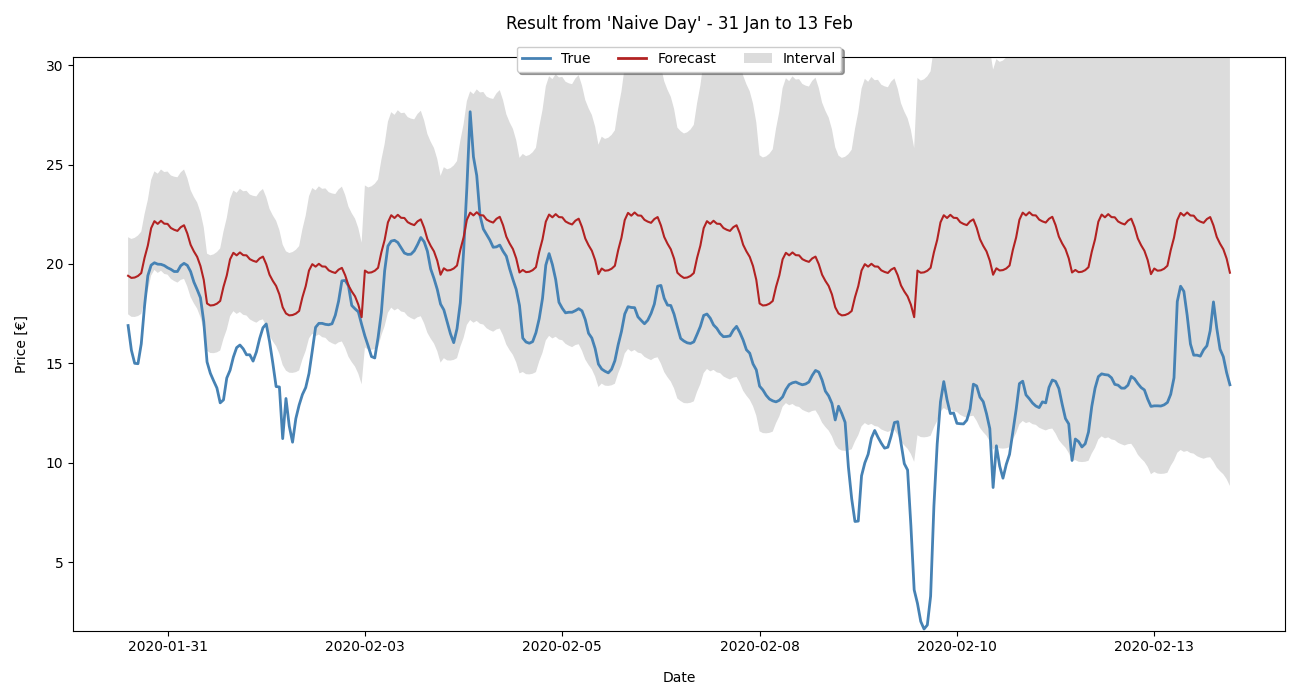 Result from 'Naive Day' - 31 Jan to 13 Feb
True Forecast Interval
30
25
20
15
10
5
Price [€]
2020-01-31 2020-02-03 2020-02-05 2020-02-08 2020-02-10 2020-02-13
Date